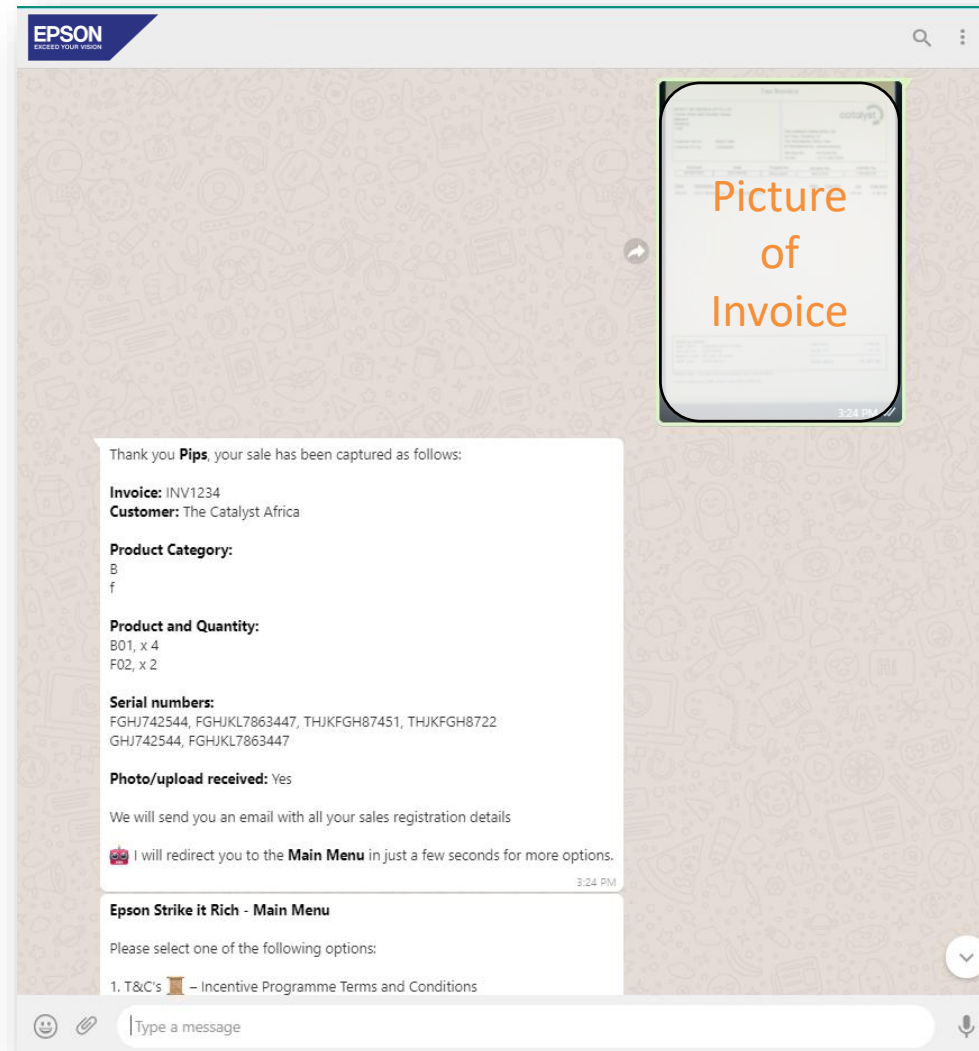 EPSON
EXCEED YOUR VISION
Tax Invoice
catalyst
Picture
of
Invoice
3:24 PM
Thank you Pips, your sale has been captured as follows:
Invoice: INV1234
Customer: The Catalyst Africa
Product Category:
B
f
Product and Quantity:
B01, x 4
F02, x 2
Serial numbers:
FGHJ742544, FGHJKL7863447, THJKFGH87451, THJKFGH8722
GHJ742544, FGHJKL7863447
Photo/upload received: Yes
We will send you an email with all your sales registration details
I will redirect you to the Main Menu in just a few seconds for more options.
3:24 PM
Epson Strike it Rich - Main Menu
Please select one of the following options:
1. T&C's – Incentive Programme Terms and Conditions
Type a message